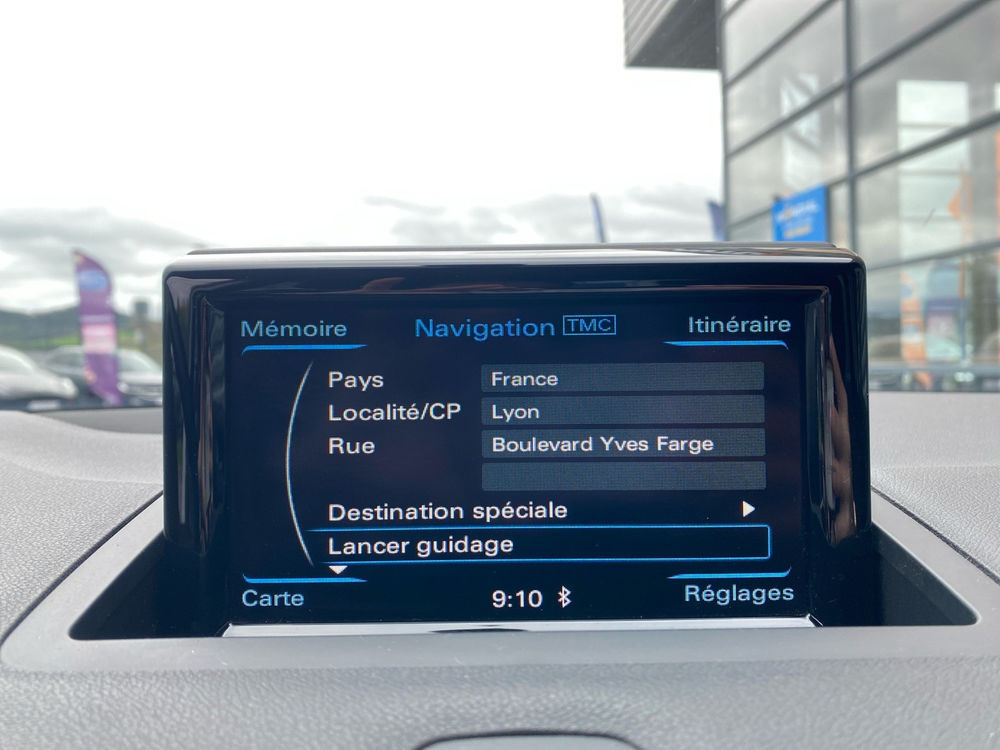 Mémoire Navigation TMC Itinéraire
Pays France
Localité/CP Lyon
Rue Boulevard Yves Farge
Destination spéciale
Lancer guidage
Carte 9:10 Réglages